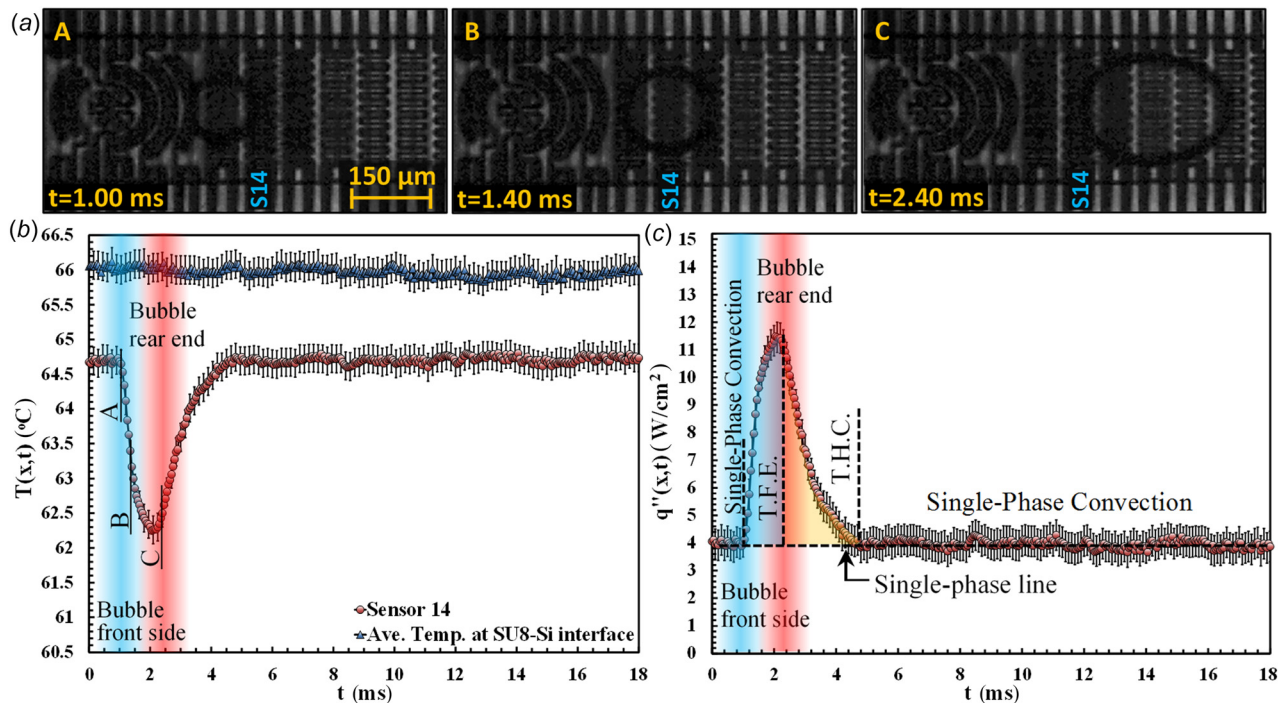 (a)
A
t=1.00 ms
S14
150 µm
B
t=1.40 ms
S14
C
t=2.40 ms
S14
(b)
66.5
66
65.5
65
64.5
64
63.5
63
62.5
62
61.5
61
60.5
T(x,t) (ºC)
Bubble
rear end
A
B
C
Bubble
front side
Sensor 14
Ave. Temp. at SU8-Si interface
0 2 4 6 8 10 12 14 16 18
t (ms)
(c)
15
14
13
12
11
10
9
8
7
6
5
4
3
2
1
0
q''(x,t) ( W/cm²)
Single-Phase Convection
Bubble
rear end
T.F.E.
T.H.C.
Single-Phase Convection
Single-phase line
Bubble
front side
0 2 4 6 8 10 12 14 16 18
t (ms)